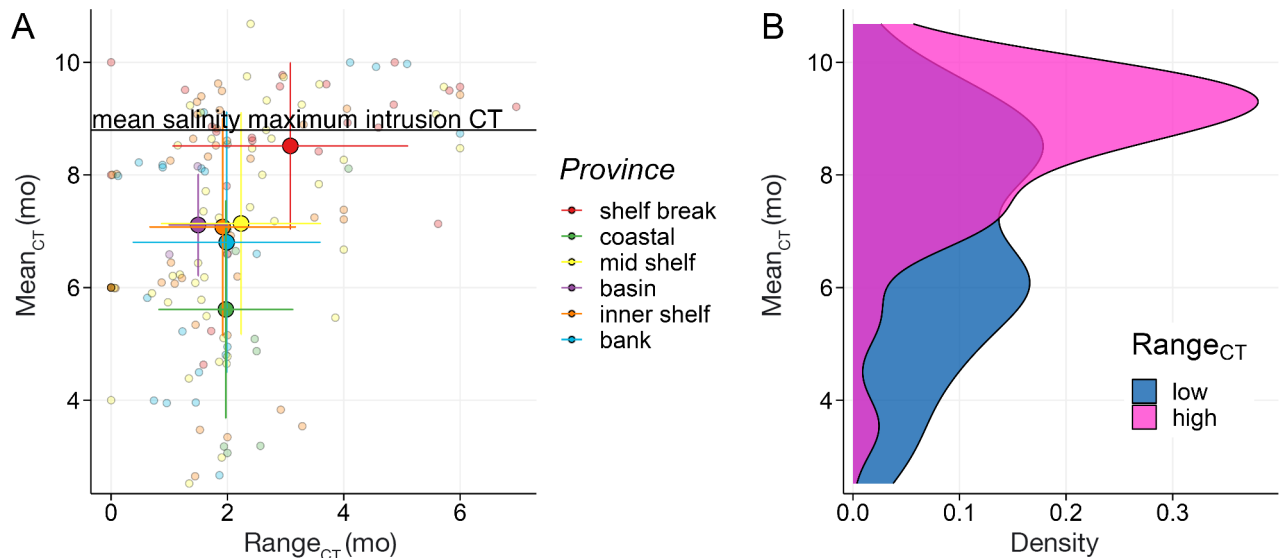 A
10
8
6
4
Mean_CT (mo)
mean salinity maximum intrusion CT
0
2
4
6
Range_CT (mo)
Province
shelf break
coastal
mid shelf
basin
inner shelf
bank
B
10
8
6
4
Mean_CT (mo)
0.0
0.1
0.2
0.3
Density
Range_CT
low
high